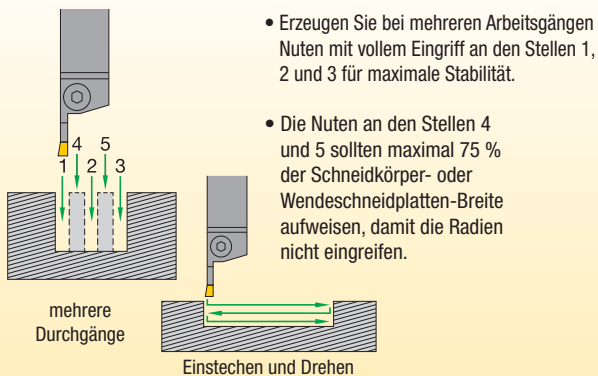 • Erzeugen Sie bei mehreren Arbeitsgängen
Nuten mit vollem Eingriff an den Stellen 1,
2 und 3 für maximale Stabilität.
• Die Nuten an den Stellen 4
und 5 sollten maximal 75 %
der Schneidkörper- oder
Wendeschneidplatten-Breite
aufweisen, damit die Radien
nicht eingreifen.
4 5
1 2 3
mehrere
Durchgänge
Einstechen und Drehen